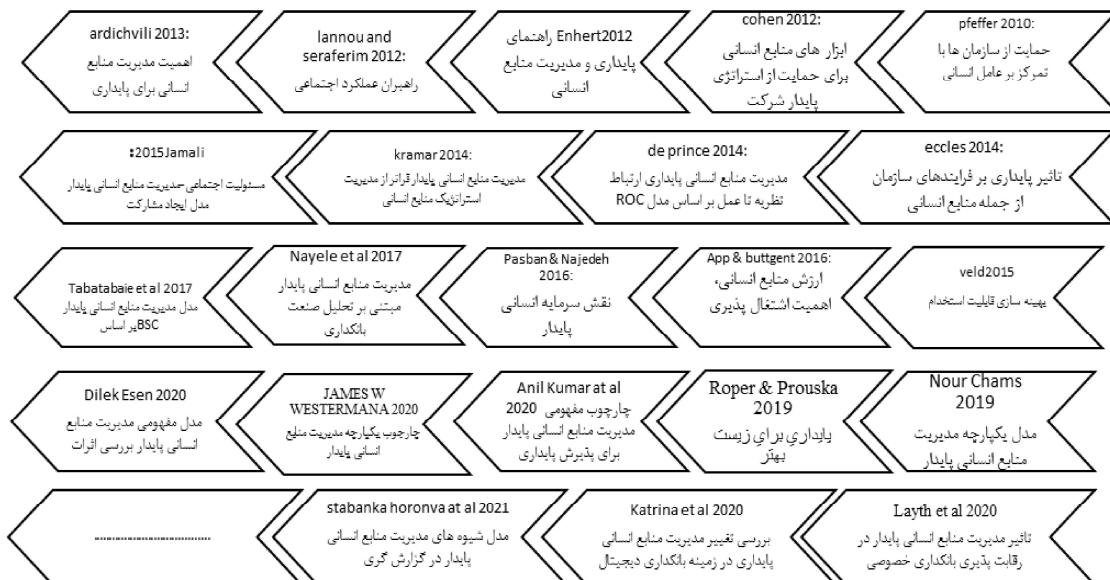 pfeffer 2010:
حمایت از سازمان ها با
تمرکز بر عامل انسانی
cohen 2012:
ابزار های منابع انسانی
برای حمایت از استراتژی
پایدار شرکت
Enhert2012 راهنمای
پایداری و مدیریت منابع
انسانی
Iannou and
seraferim 2012:
راهبران عملکرد اجتماعی
ardichvili 2013:
اهمیت مدیریت منابع
انسانی برای پایداری
eccles 2014:
تاثیر پایداری بر فرایندهای سازمان
از جمله منابع انسانی
de prince 2014:
مدیریت منابع انسانی پایداری ارتباط
نظریه تا عمل بر اساس مدل ROC
kramar 2014:
مدیریت منابع انسانی پایدار فراتر از مدیریت
استراتژیک منابع انسانی
:2015Jamali
مسئولیت اجتماعی-مدیریت منابع انسانی پایدار
مدل ایجاد مشارکت
veld2015
بهینه سازی قابلیت استخدام
App & buttgent 2016:
ارزش منابع انسانی،
اهمیت اشتغال پذیری
Pasban & Najedeh
2016:
نقش سرمایه انسانی
پایدار
Nayele et al 2017
مدیریت منابع انسانی پایدار
مبتنی بر تحلیل صنعت
بانکداری
Tabatabaie et al 2017
مدل مدیریت منابع انسانی پایدار
BSCبر اساس
Nour Chams
2019
مدل یکپارچه مدیریت
منابع انسانی پایدار
Roper & Prouska
2019
پایداری برای زیست
بهتر
Anil Kumar at al
2020 چارچوب مفهومی
مدیریت منابع انسانی پایدار
برای پذیرش پایداری
JAMES W
WESTERMANA 2020
چارچوب یکپارچه مدیریت منابع
انسانی پایدار
Dilek Esen 2020
مدل مفهومی مدیریت منابع
انسانی پایدار بررسی اثرات
Layth et al 2020
تاثیر مدیریت منابع انسانی پایدار در
رقابت پذیری بانکداری خصوصی
Katrina et al 2020
بررسی تغییر مدیریت منابع انسانی
پایداری در زمینه بانکداری دیجیتال
stabanka horonva at al 2021
مدل شیوه های مدیریت منابع انسانی
پایدار در گزارش گری
....................................